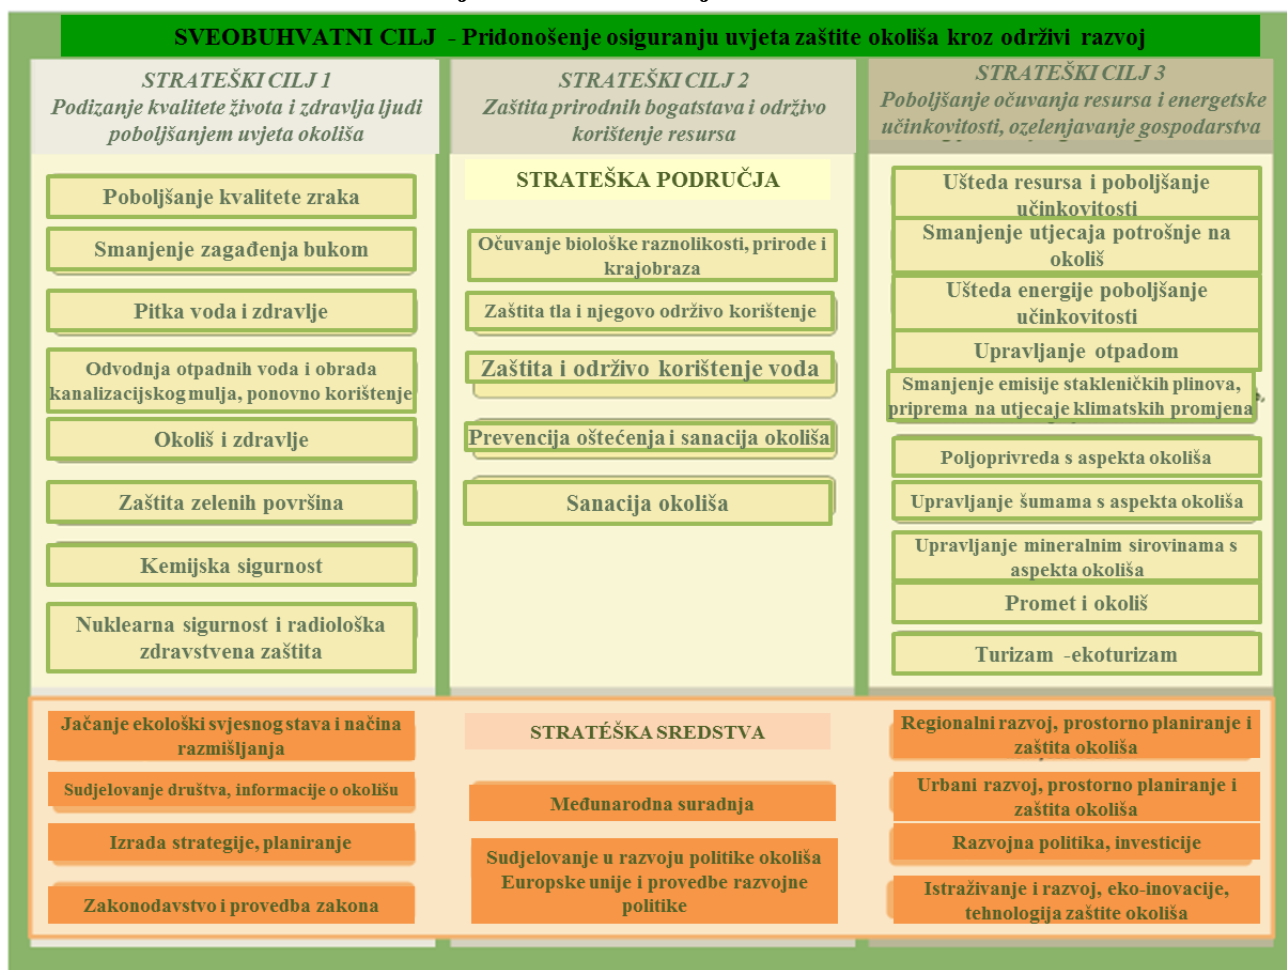 SVEOBUHVATNI CILJ - Pridonošenje osiguranju uvjeta zaštite okoliša kroz održivi razvoj
STRATEŠKI CILJ 1
Podizanje kvalitete života i zdravlja ljudi
poboljšanjem uvjeta okoliša
Poboljšanje kvalitete zraka
Smanjenje zagađenja bukom
Pitka voda i zdravlje
Odvodnja otpadnih voda i obrada
kanalizacijskog mulja, ponovno korištenje
Okoliš i zdravlje
Zaštita zelenih površina
Kemijska sigurnost
Nuklearna sigurnost i radiološka
zdravstvena zaštita
STRATEŠKI CILJ 2
Zaštita prirodnih bogatstava i održivo
korištenje resursa
STRATEŠKA PODRUČJA
Očuvanje biološke raznolikosti, prirode i
krajobraza
Zaštita tla i njegovo održivo korištenje
Zaštita i održivo korištenje voda
Prevencija oštećenja i sanacija okoliša
Sanacija okoliša
STRATEŠKI CILJ 3
Poboljšanje očuvanja resursa i energetske
učinkovitosti, ozelenjavanje gospodarstva
Ušteda resursa i poboljšanje
učinkovitosti
Smanjenje utjecaja potrošnje na
okoliš
Ušteda energije poboljšanje
učinkovitosti
Upravljanje otpadom
Smanjenje emisije stakleničkih plinova,
priprema na utjecaje klimatskih promjena
Poljoprivreda s aspekta okoliša
Upravljanje šumama s aspekta okoliša
Upravljanje mineralnim sirovinama s
aspekta okoliša
Promet i okoliš
Turizam -ekoturizam
Jačanje ekološki svjesnog stava i načina
razmišljanja
Sudjelovanje društva, informacije o okolišu
Izrada strategije, planiranje
Zakonodavstvo i provedba zakona
STRATÉŠKA SREDSTVA
Međunarodna suradnja
Sudjelovanje u razvoju politike okoliša
Europske unije i provedbe razvojne
politike
Regionalni razvoj, prostorno planiranje i
zaštita okoliša
Urbani razvoj, prostorno planiranje i
zaštita okoliša
Razvojna politika, investicije
Istraživanje i razvoj, eko-inovacije,
tehnologija zaštite okoliša